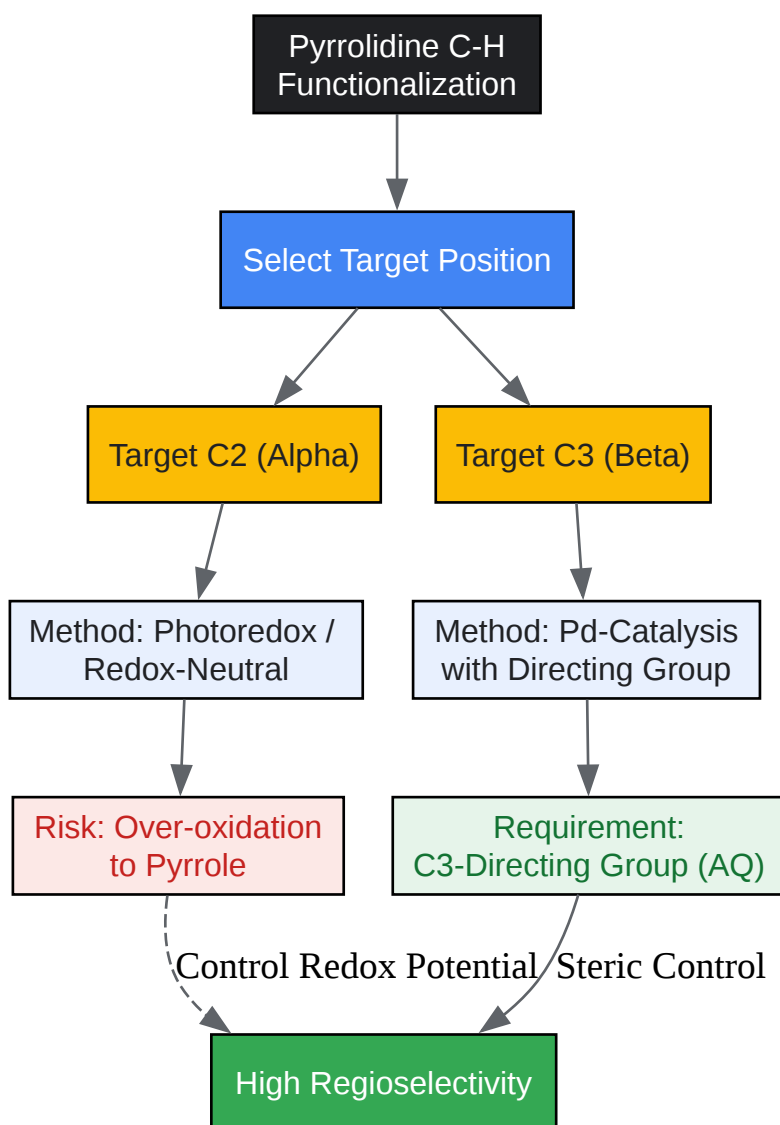 Pyrrolidine C-H
Functionalization
Select Target Position
Target C2 (Alpha)
Target C3 (Beta)
Method: Photoredox /
Redox-Neutral
Method: Pd-Catalysis
with Directing Group
Risk: Over-oxidation
to Pyrrole
Requirement:
C3-Directing Group (AQ)
Control Redox Potential
Steric Control
High Regioselectivity